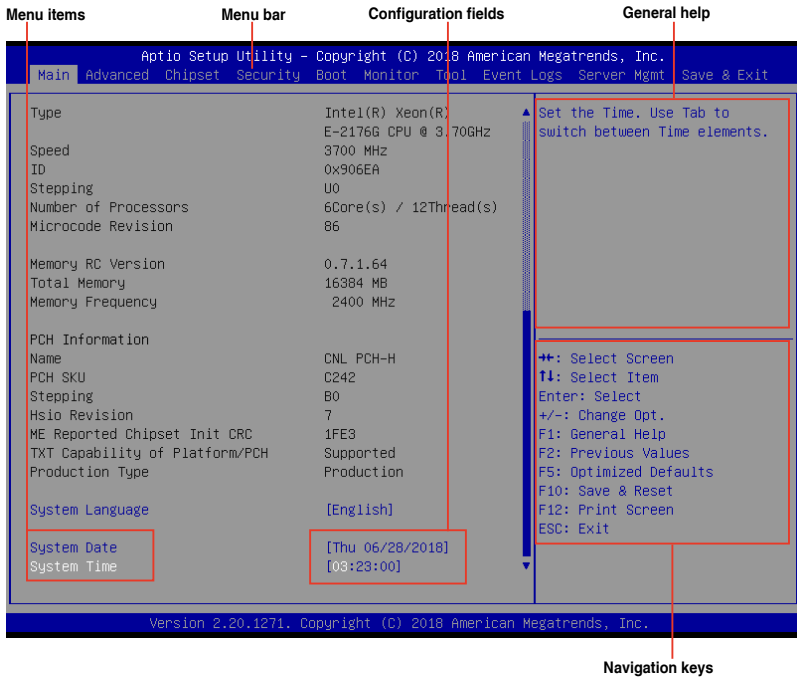 Menu items Menu bar Configuration fields General help
Aptio Setup Utility – Copyright (C) 2018 American Megatrends, Inc.
Main Advanced Chipset Security Boot Monitor Tool Event Logs Server Mgmt Save & Exit
Type Intel(R) Xeon(R)
E-2176G CPU @ 3.70GHz
Speed 3700 MHz
ID 0x906EA
Stepping U0
Number of Processors 6Core(s) / 12Thread(s)
Microcode Revision 86
Memory RC Version 0.7.1.64
Total Memory 16384 MB
Memory Frequency 2400 MHz
PCH Information
Name CNL PCH-H
PCH SKU C242
Stepping B0
Hsio Revision 7
ME Reported Chipset Init CRC 1FE3
TXT Capability of Platform/PCH Supported
Production Type Production
System Language [English]
System Date [Thu 06/28/2018]
System Time [03:23:00]
Set the Time. Use Tab to
switch between Time elements.
→←: Select Screen
↑↓: Select Item
Enter: Select
+/-: Change Opt.
F1: General Help
F2: Previous Values
F5: Optimized Defaults
F10: Save & Reset
F12: Print Screen
ESC: Exit
Version 2.20.1271. Copyright (C) 2018 American Megatrends, Inc.
Navigation keys